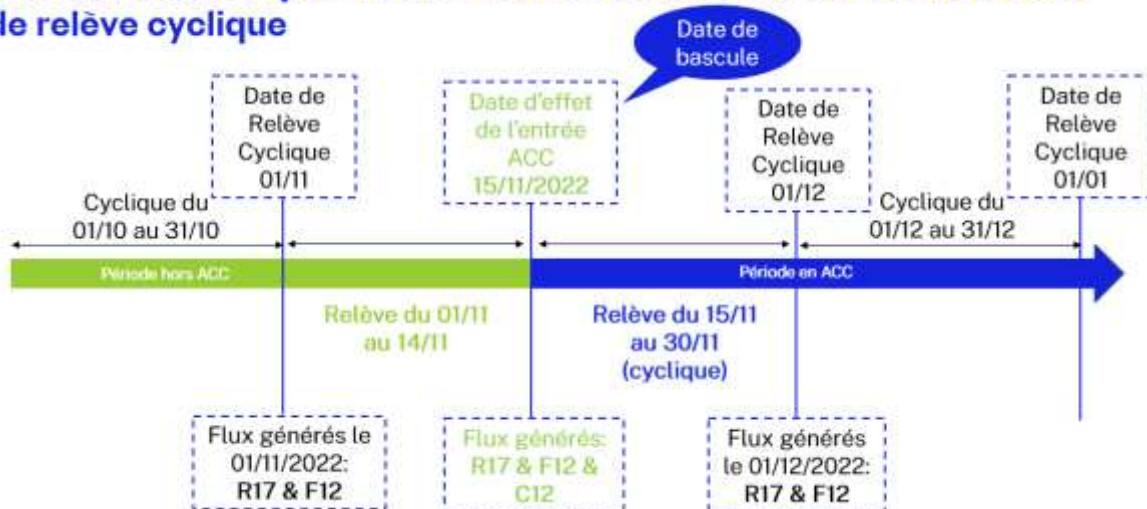 de relève cyclique
Date de
bascule
Date de
Relève
Cyclique
01/11
Date d'effet
de l'entrée
ACC
15/11/2022
Date de
Relève
Cyclique
01/12
Date de
Relève
Cyclique
01/01
Cyclique du
01/10 au 31/10
Cyclique du
01/12 au 31/12
Période hors ACC
Période en ACC
Relève du 01/11
au 14/11
Relève du 15/11
au 30/11
(cyclique)
Flux générés le
01/11/2022:
R17 & F12
Flux générés:
R17 & F12 &
C12
Flux générés
le 01/12/2022:
R17 & F12